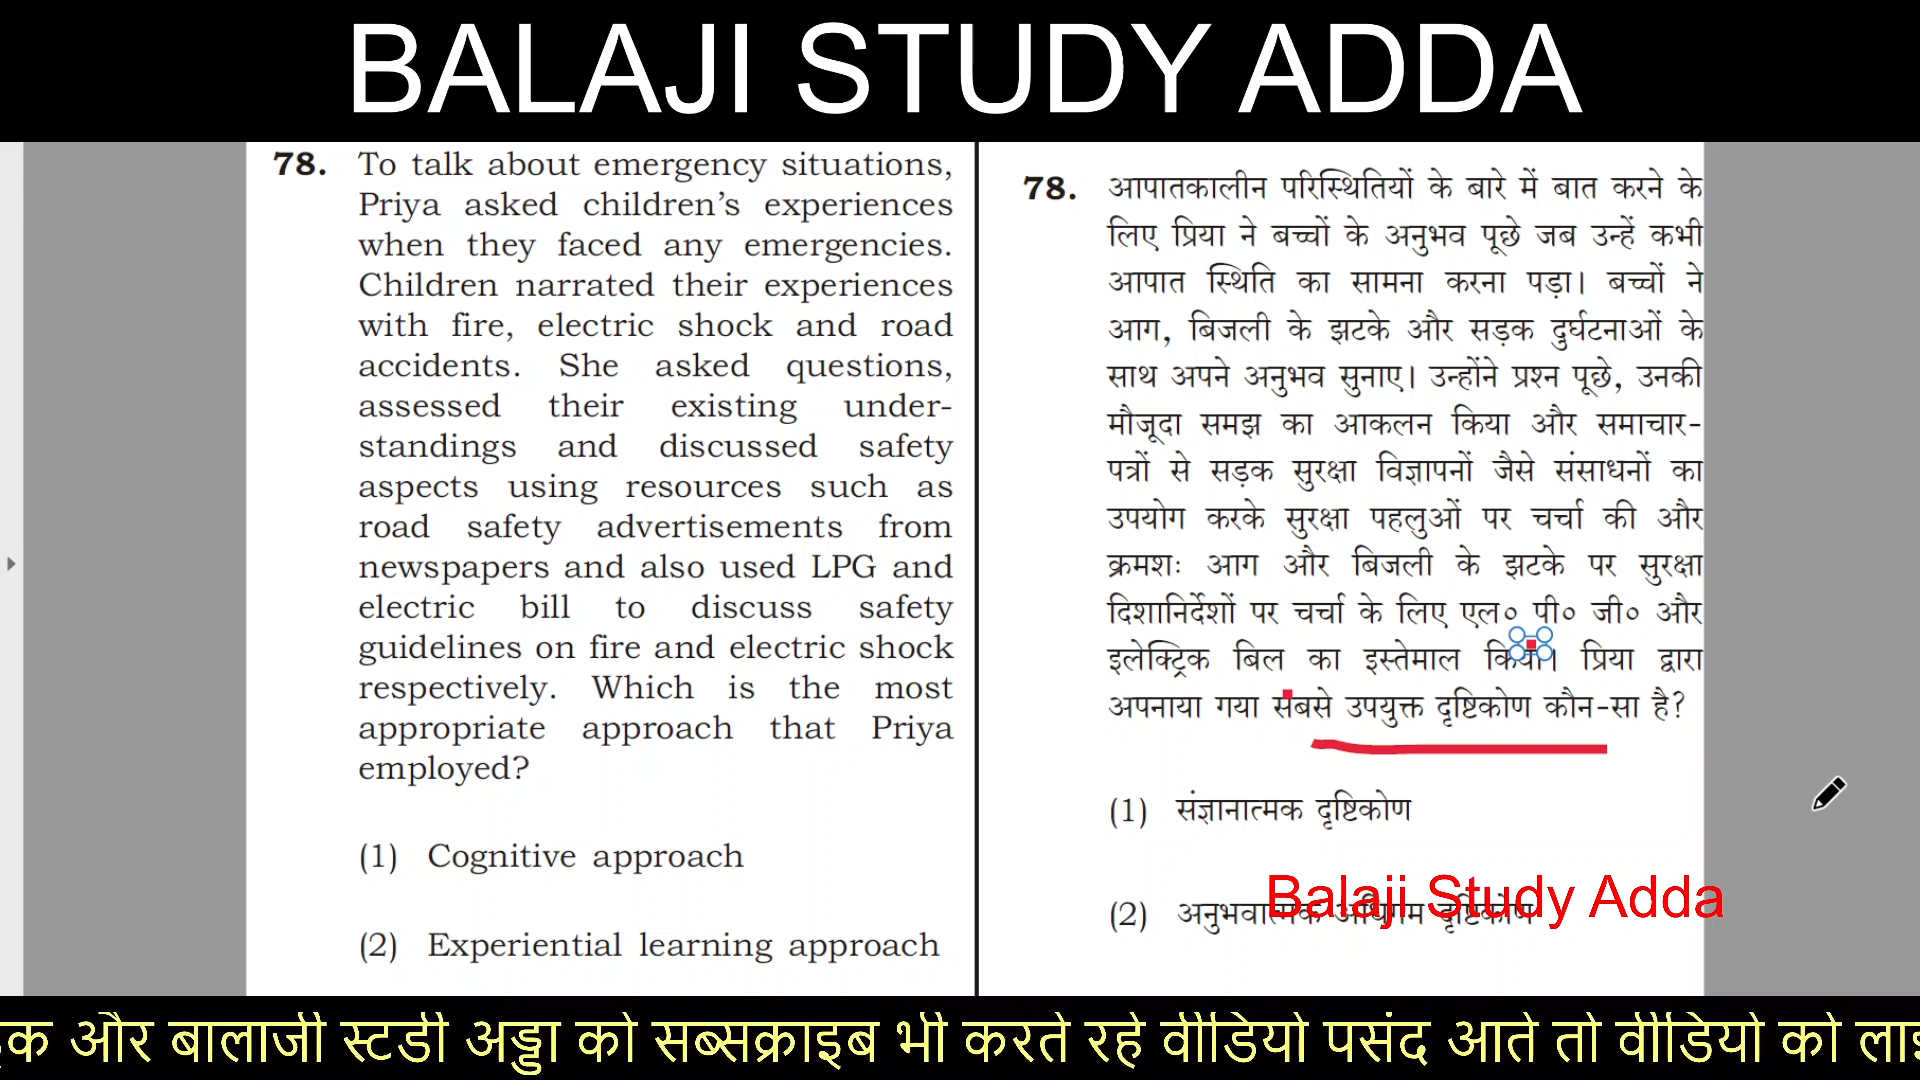 BALAJI STUDY ADDA
78. To talk about emergency situations,
Priya asked children’s experiences
when they faced any emergencies.
Children narrated their experiences
with fire, electric shock and road
accidents. She asked questions,
assessed their existing under-
standings and discussed safety
aspects using resources such as
road safety advertisements from
newspapers and also used LPG and
electric bill to discuss safety
guidelines on fire and electric shock
respectively. Which is the most
appropriate approach that Priya
employed?
(1) Cognitive approach
(2) Experiential learning approach
78. आपातकालीन परिस्थितियों के बारे में बात करने के
लिए प्रिया ने बच्चों के अनुभव पूछे जब उन्हें कभी
आपात स्थिति का सामना करना पड़ा। बच्चों ने
आग, बिजली के झटके और सड़क दुर्घटनाओं के
साथ अपने अनुभव सुनाए। उन्होंने प्रश्न पूछे, उनकी
मौजूदा समझ का आकलन किया और समाचार-
पत्रों से सड़क सुरक्षा विज्ञापनों जैसे संसाधनों का
उपयोग करके सुरक्षा पहलुओं पर चर्चा की और
क्रमशः आग और बिजली के झटके पर सुरक्षा
दिशानिर्देशों पर चर्चा के लिए एल० पी० जी० और
इलेक्ट्रिक बिल का इस्तेमाल किया। प्रिया द्वारा
अपनाया गया सबसे उपयुक्त दृष्टिकोण कौन-सा है?
(1) संज्ञानात्मक दृष्टिकोण
Balaji Study Adda
(2) अनुभवात्मक अधिगम दृष्टिकोण
और बालाजी स्टडी अड्डा को सब्सक्राइब भी करते रहे वीडियो पसंद आते तो वीडियो को